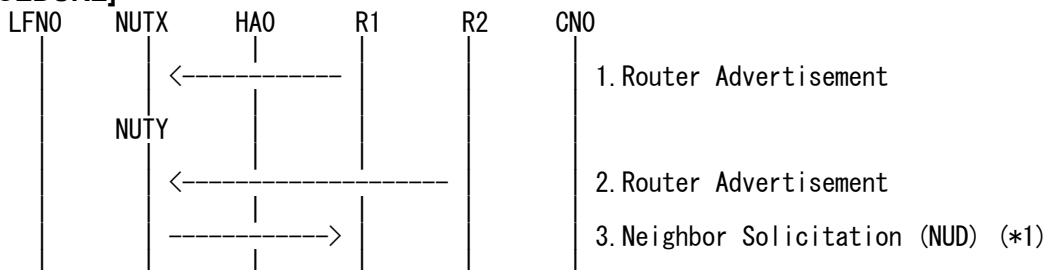 LFN0 NUTX HA0 R1 R2 CN0
<------------ 1.Router Advertisement
NUTY
<-------------------- 2.Router Advertisement
------------> 3.Neighbor Solicitation (NUD) (*1)